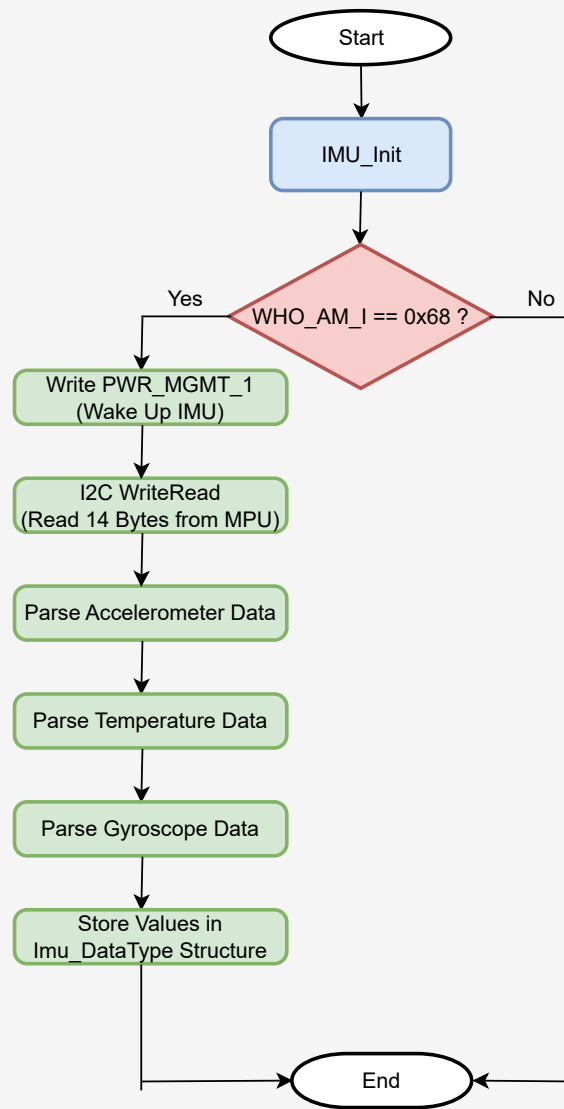 Start
IMU_Init
WHO_AM_I == 0x68 ?
Yes
No
Write PWR_MGMT_1
(Wake Up IMU)
I2C WriteRead
(Read 14 Bytes from MPU)
Parse Accelerometer Data
Parse Temperature Data
Parse Gyroscope Data
Store Values in
Imu_DataType Structure
End